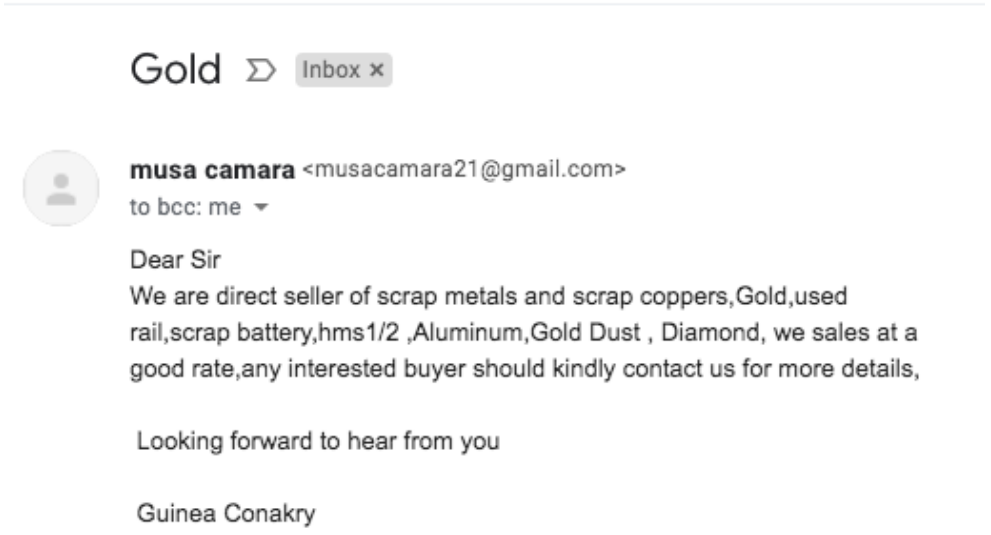 Gold
Inbox ×
musa camara <musacamara21@gmail.com>
to bcc: me
Dear Sir
We are direct seller of scrap metals and scrap coppers,Gold,used
rail,scrap battery,hms1/2 ,Aluminum,Gold Dust , Diamond, we sales at a
good rate,any interested buyer should kindly contact us for more details,
Looking forward to hear from you
Guinea Conakry